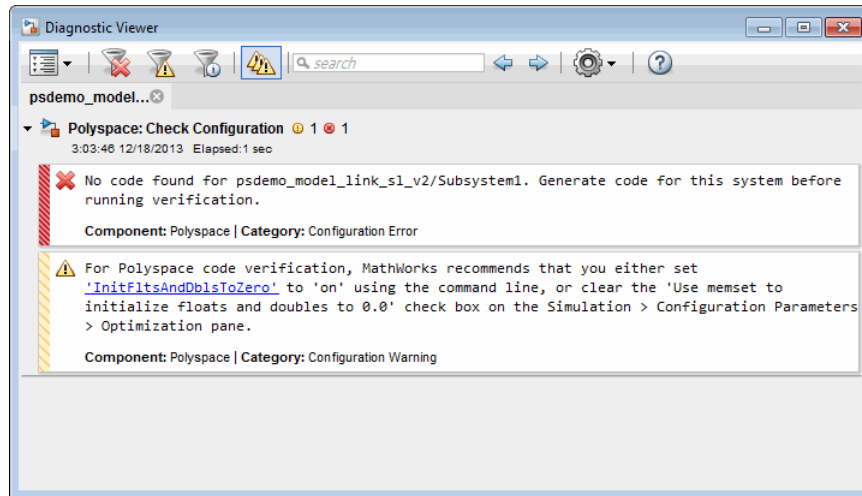 Diagnostic Viewer
search
psdemo_model...
Polyspace: Check Configuration 1 1
3:03:46 12/18/2013 Elapsed:1 sec
No code found for psdemo_model_link_sl_v2/Subsystem1. Generate code for this system before
running verification.
Component: Polyspace | Category: Configuration Error
For Polyspace code verification, MathWorks recommends that you either set
'InitFltsAndDblsToZero' to 'on' using the command line, or clear the 'Use memset to
initialize floats and doubles to 0.0' check box on the Simulation > Configuration Parameters
> Optimization pane.
Component: Polyspace | Category: Configuration Warning